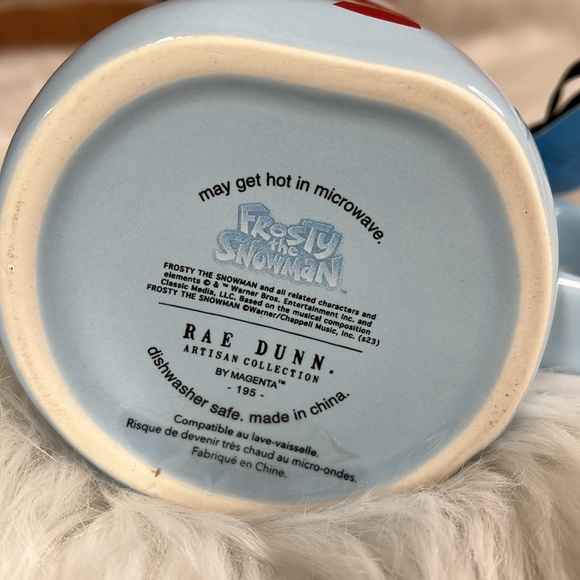 may get hot in microwave.
FROSTY
the
SNOWMAN™
FROSTY THE SNOWMAN and all related characters and
elements © & ™ Warner Bros. Entertainment Inc. and
Classic Media, LLC. Based on the musical composition
FROSTY THE SNOWMAN ©Warner/Chappell Music, Inc. (s23)
RAE DUNN.
ARTISAN COLLECTION
BY MAGENTA™
- 195 -
dishwasher safe. made in china.
Compatible au lave-vaisselle.
Risque de devenir très chaud au micro-ondes.
Fabriqué en Chine.